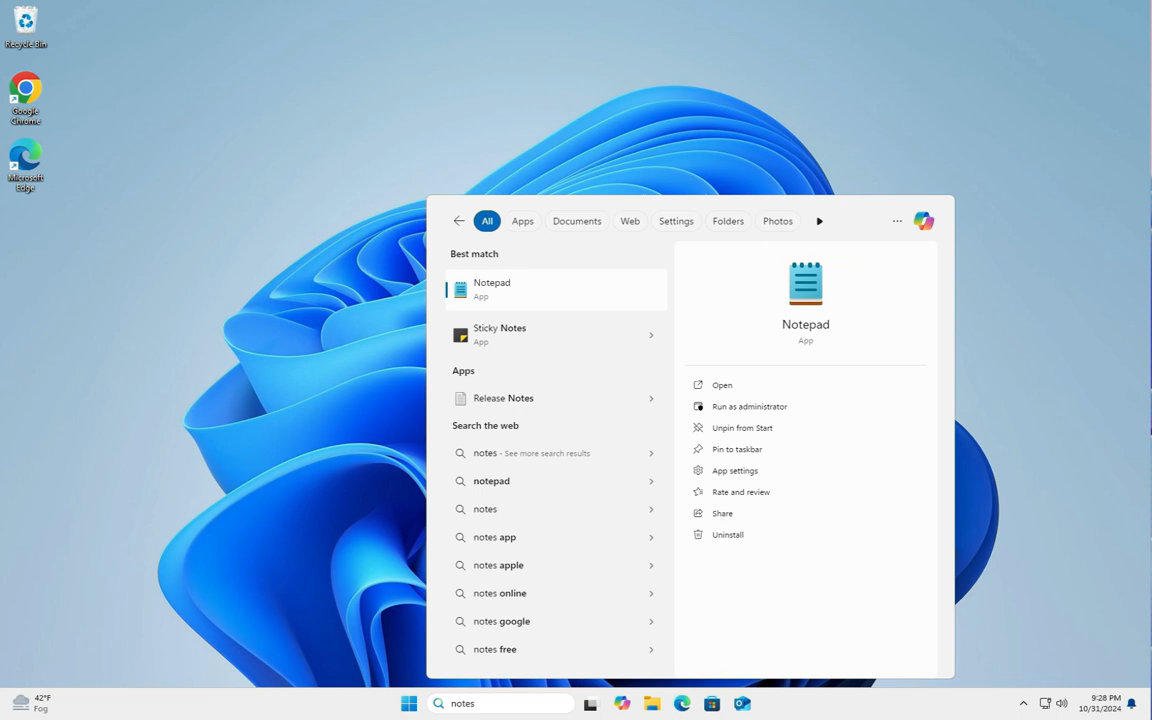 Recycle Bin
Google
Chrome
Microsoft
Edge
All
Apps
Documents
Web
Settings
Folders
Photos
Best match
Notepad
App
Sticky Notes
App
Apps
Release Notes
Search the web
notes - See more search results
notepad
notes
notes app
notes apple
notes online
notes google
notes free
Notepad
App
Open
Run as administrator
Unpin from Start
Pin to taskbar
App settings
Rate and review
Share
Uninstall
42°F
Fog
notes
9:28 PM
10/31/2024